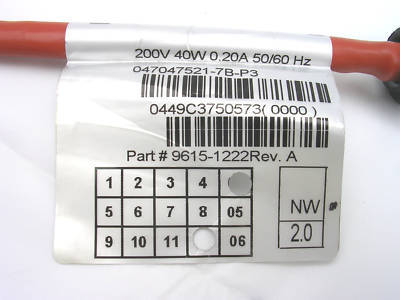 200V 40W 0.20A 50/60 Hz
047047521-7B-P3
0449C3750573( 0000 )
Part # 9615-1222Rev. A
1 2 3 4
5 6 7 8 05
9 10 11 06
NW
2.0